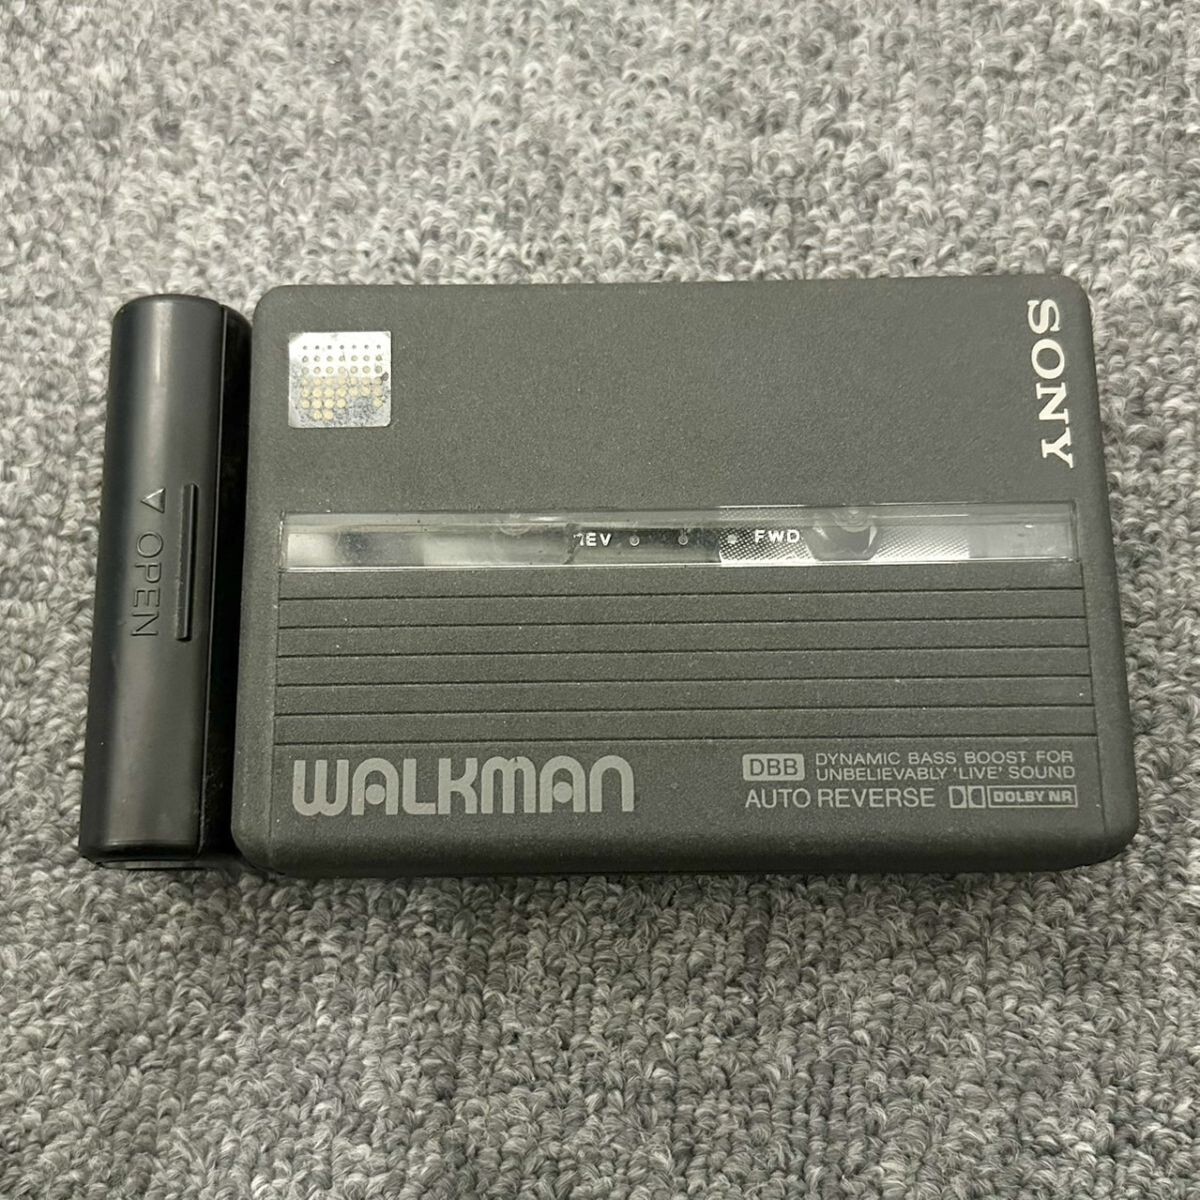 SONY
OPEN
FWD
WALKMAN
DBB DYNAMIC BASS BOOST FOR
UNBELIEVABLY 'LIVE' SOUND
AUTO REVERSE DOLBY NR